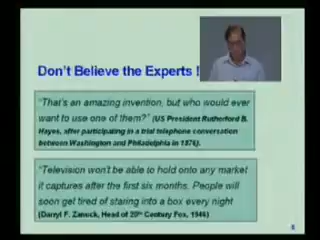 Don't Believe the Experts !
"That's an amazing invention, but who would ever
want to use one of them?" (US President Rutherford B.
Hayes, after participating in a trial telephone conversation
between Washington and Philadelphia in 1876).
"Television won't be able to hold onto any market
it captures after the first six months. People will
soon get tired of staring into a box every night
(Darryl F. Zanuck, Head of 20th Century Fox, 1946)